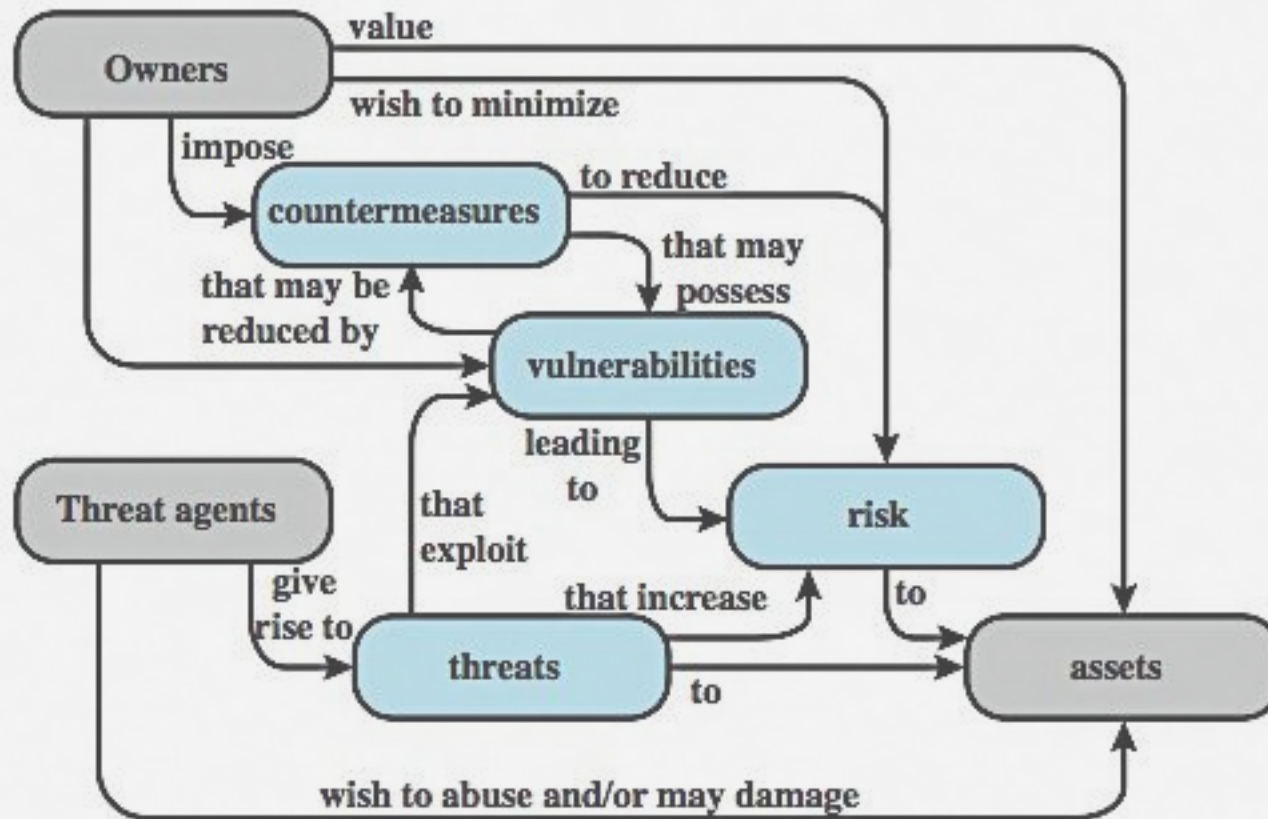 value
Owners
wish to minimize
impose
to reduce
countermeasures
that may
possess
that may be
reduced by
vulnerabilities
leading
to
Threat agents
that
exploit
risk
give
rise to
that increase
to
threats
to
assets
wish to abuse and/or may damage